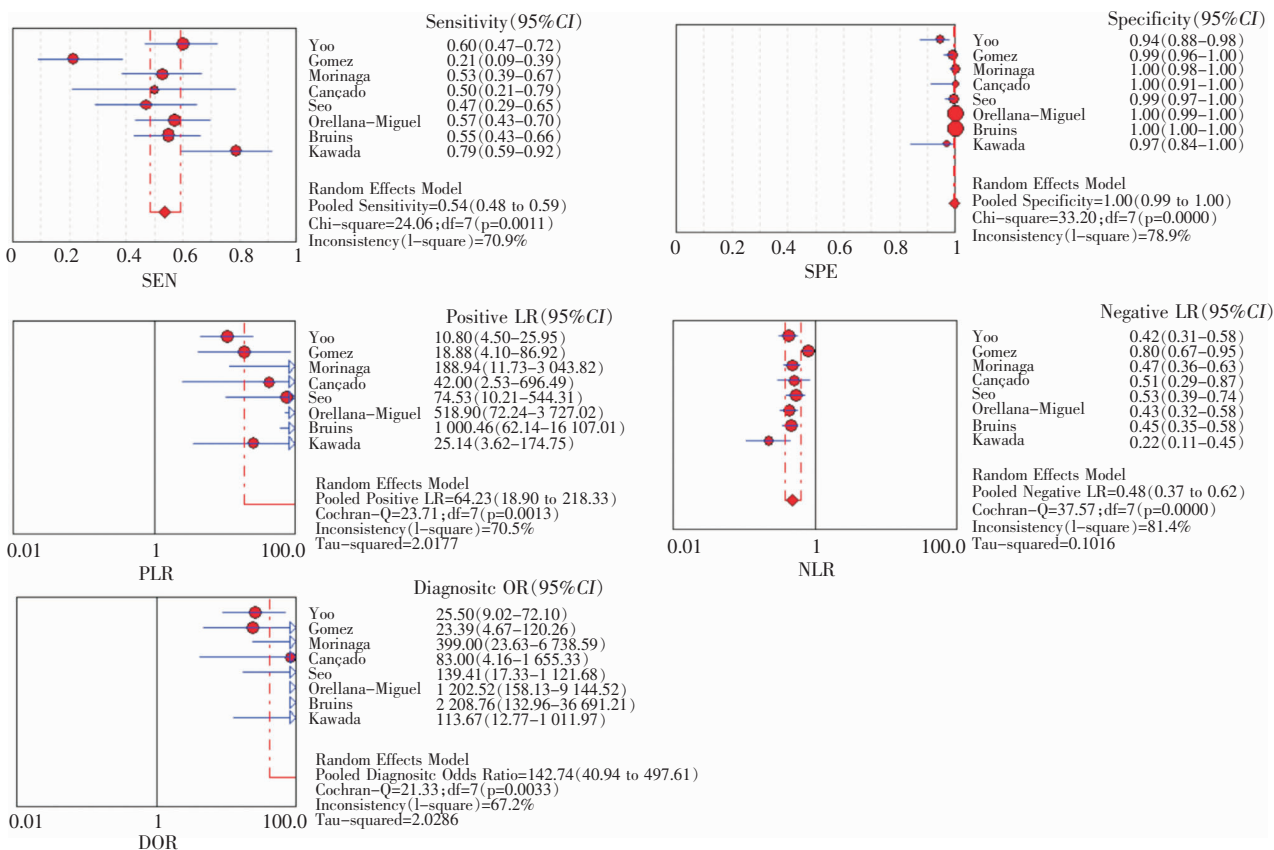 Sensitivity(95%CI)
Yoo 0.60(0.47-0.72)
Gomez 0.21(0.09-0.39)
Morinaga 0.53(0.39-0.67)
Cançado 0.50(0.21-0.79)
Seo 0.47(0.29-0.65)
Orellana-Miguel 0.57(0.43-0.70)
Bruins 0.55(0.43-0.66)
Kawada 0.79(0.59-0.92)
Random Effects Model
Pooled Sensitivity=0.54(0.48 to 0.59)
Chi-square=24.06;df=7(p=0.0011)
Inconsistency(l-square)=70.9%
0 0.2 0.4 0.6 0.8 1
SEN
Specificity(95%CI)
Yoo 0.94(0.88-0.98)
Gomez 0.99(0.96-1.00)
Morinaga 1.00(0.98-1.00)
Cançado 1.00(0.91-1.00)
Seo 0.99(0.97-1.00)
Orellana-Miguel 1.00(0.99-1.00)
Bruins 1.00(1.00-1.00)
Kawada 0.97(0.84-1.00)
Random Effects Model
Pooled Specificity=1.00(0.99 to 1.00)
Chi-square=33.20;df=7(p=0.0000)
Inconsistency(l-square)=78.9%
0 0.2 0.4 0.6 0.8 1
SPE
Positive LR(95%CI)
Yoo 10.80(4.50-25.95)
Gomez 18.88(4.10-86.92)
Morinaga 188.94(11.73-3 043.82)
Cançado 42.00(2.53-696.49)
Seo 74.53(10.21-544.31)
Orellana-Miguel 518.90(72.24-3 727.02)
Bruins 1 000.46(62.14-16 107.01)
Kawada 25.14(3.62-174.75)
Random Effects Model
Pooled Positive LR=64.23(18.90 to 218.33)
Cochran-Q=23.71;df=7(p=0.0013)
Inconsistency(l-square)=70.5%
Tau-squared=2.0177
0.01 1 100.0
PLR
Negative LR(95%CI)
Yoo 0.42(0.31-0.58)
Gomez 0.80(0.67-0.95)
Morinaga 0.47(0.36-0.63)
Cançado 0.51(0.29-0.87)
Seo 0.53(0.39-0.74)
Orellana-Miguel 0.43(0.32-0.58)
Bruins 0.45(0.35-0.58)
Kawada 0.22(0.11-0.45)
Random Effects Model
Pooled Negative LR=0.48(0.37 to 0.62)
Cochran-Q=37.57;df=7(p=0.0000)
Inconsistency(l-square)=81.4%
Tau-squared=0.1016
0.01 1 100.0
NLR
Diagnositc OR(95%CI)
Yoo 25.50(9.02-72.10)
Gomez 23.39(4.67-120.26)
Morinaga 399.00(23.63-6 738.59)
Cançado 83.00(4.16-1 655.33)
Seo 139.41(17.33-1 121.68)
Orellana-Miguel 1 202.52(158.13-9 144.52)
Bruins 2 208.76(132.96-36 691.21)
Kawada 113.67(12.77-1 011.97)
Random Effects Model
Pooled Diagnositc Odds Ratio=142.74(40.94 to 497.61)
Cochran-Q=21.33;df=7(p=0.0033)
Inconsistency(l-square)=67.2%
Tau-squared=2.0286
0.01 1 100.0
DOR